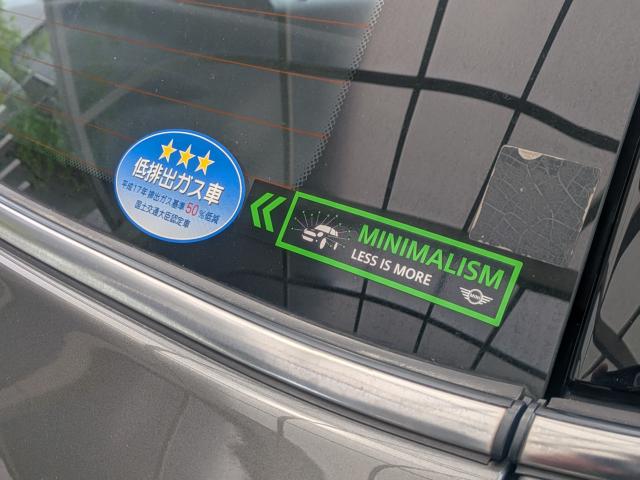 低排出ガス車
平成17年排出ガス基準50%低減
国土交通大臣認定車
MINIMALISM
LESS IS MORE
MINI